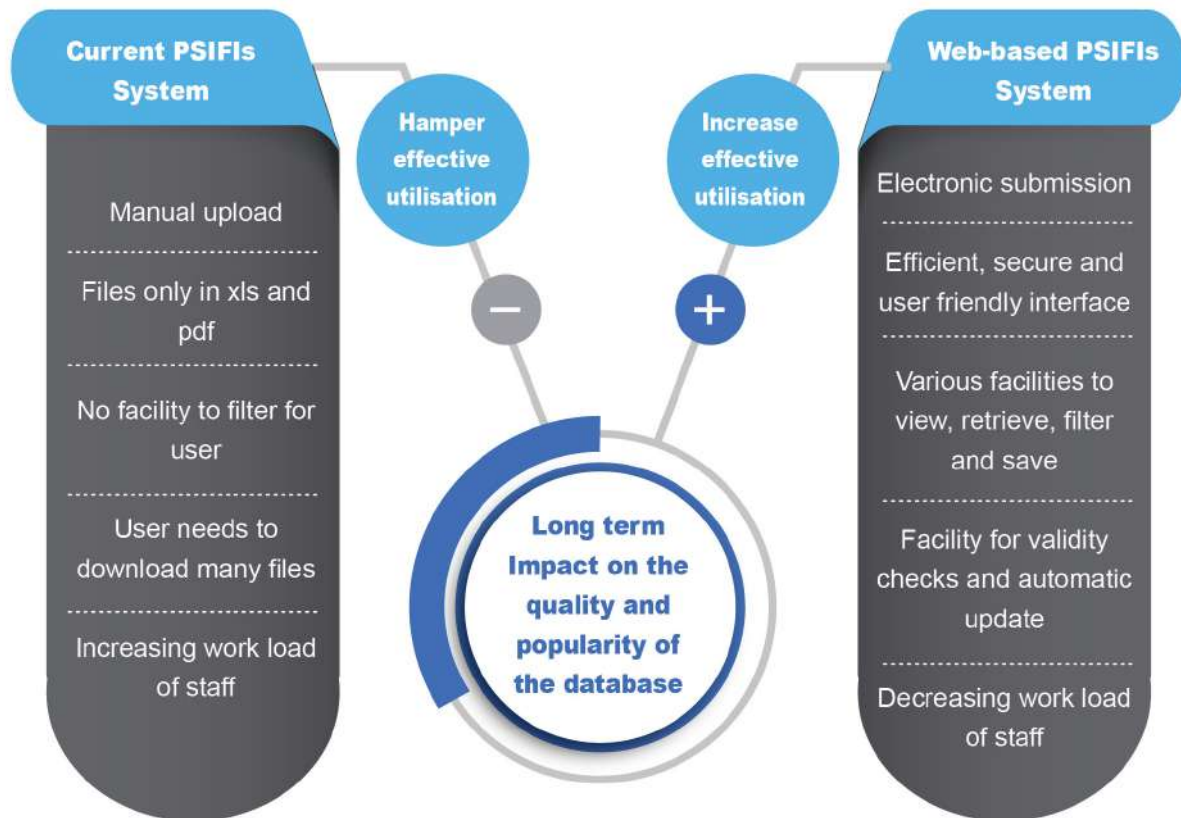 Current PSIFIs
System
Manual upload
Files only in xls and
pdf
No facility to filter for
user
User needs to
download many files
Increasing work load
of staff
Hamper
effective
utilisation
−
Increase
effective
utilisation
+
Long term
Impact on the
quality and
popularity of
the database
Web-based PSIFIs
System
Electronic submission
Efficient, secure and
user friendly interface
Various facilities to
view, retrieve, filter
and save
Facility for validity
checks and automatic
update
Decreasing work load
of staff